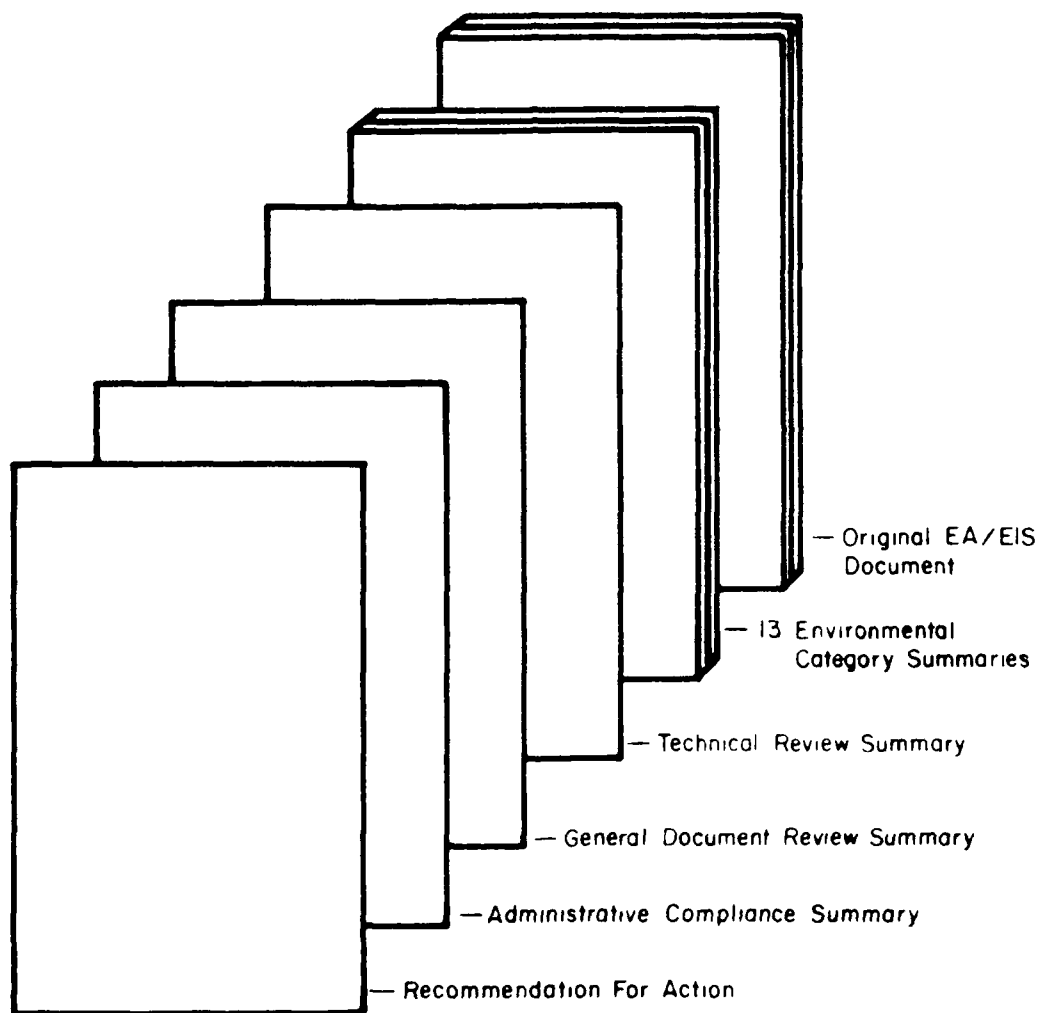 — Original EA/EIS
Document
— 13 Environmental
Category Summaries
— Technical Review Summary
— General Document Review Summary
— Administrative Compliance Summary
— Recommendation For Action